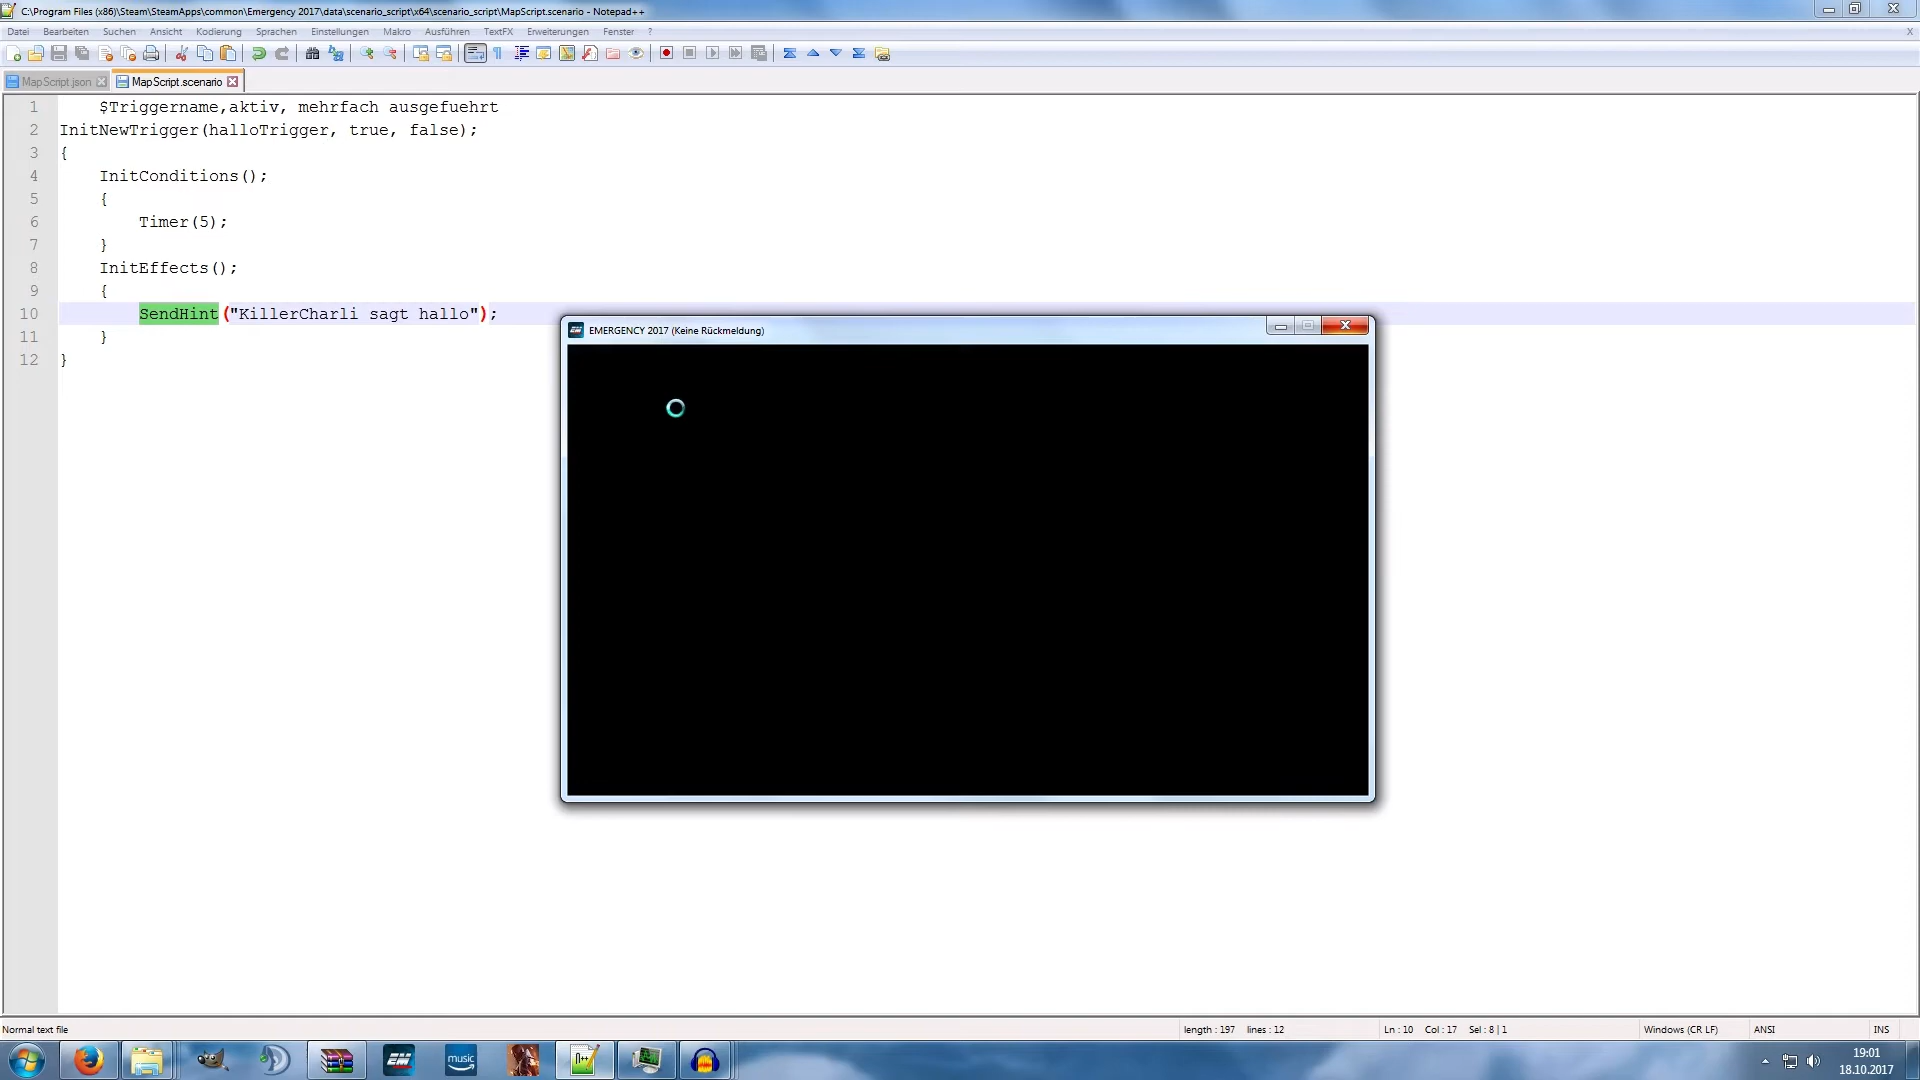 C:\Program Files (x86)\Steam\SteamApps\common\Emergency 2017\data\scenario_script\x64\scenario_script\MapScript.scenario - Notepad++
Datei Bearbeiten Suchen Ansicht Kodierung Sprachen Einstellungen Makro Ausführen TextFX Erweiterungen Fenster ? X
MapScript.json MapScript.scenario
1 $Triggername,aktiv, mehrfach ausgefuehrt
2 InitNewTrigger(halloTrigger, true, false);
3 {
4 InitConditions();
5 {
6 Timer(5);
7 }
8 InitEffects();
9 {
10 SendHint("KillerCharli sagt hallo");
11 }
12 }
EMERGENCY 2017 (Keine Rückmeldung)
Normal text file length : 197 lines : 12 Ln : 10 Col : 17 Sel : 8 | 1 Windows (CR LF) ANSI INS
music
19:01
18.10.2017